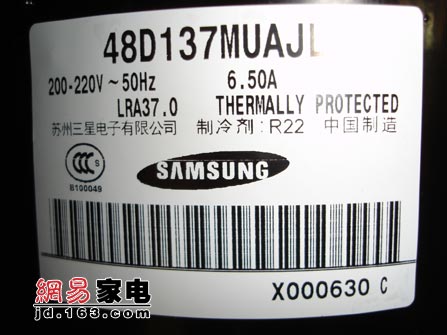 48D137MUAJL
200-220V~50Hz 6.50A
LRA37.0 THERMALLY PROTECTED
苏州三星电子有限公司 制冷剂:R22 中国制造
CCC S
B100049
SAMSUNG
X000630 C
網易家电
jd.163.com